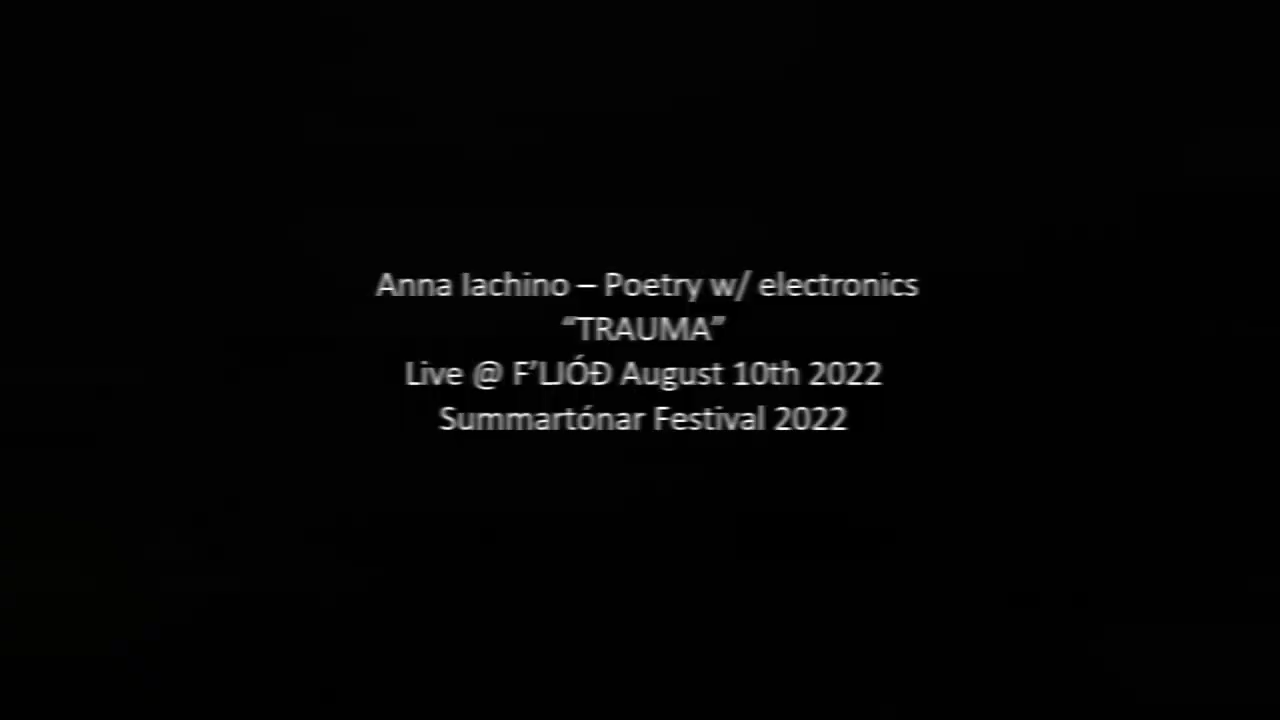 Anna Iachino – Poetry w/ electronics
“TRAUMA”
Live @ F’LJÓÐ August 10th 2022
Summartónar Festival 2022